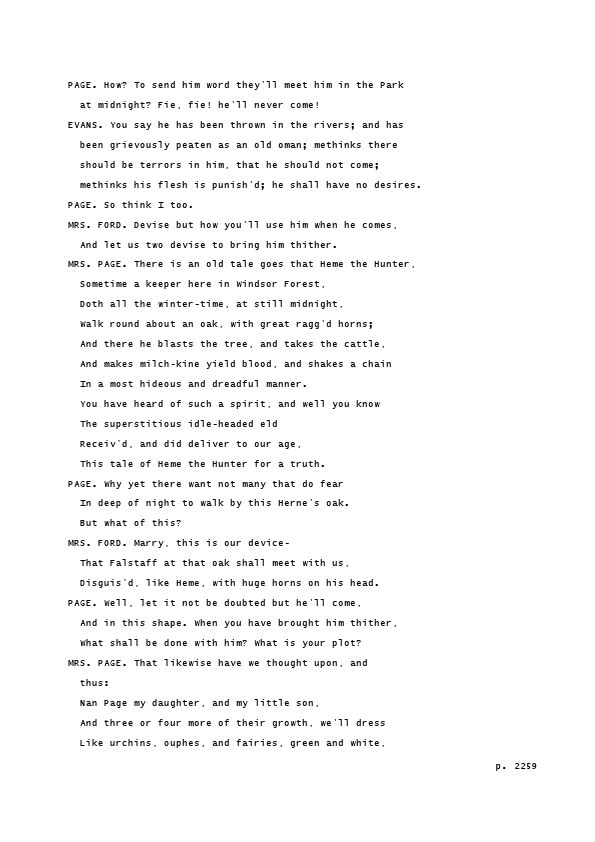 PAGE. How? To send him word they'll meet him in the Park
at midnight? Fie, fie! he'll never come!
EVANS. You say he has been thrown in the rivers; and has
been grievously peaten as an old oman; methinks there
should be terrors in him, that he should not come;
methinks his flesh is punish'd; he shall have no desires.
PAGE. So think I too.
MRS. FORD. Devise but how you'll use him when he comes,
And let us two devise to bring him thither.
MRS. PAGE. There is an old tale goes that Heme the Hunter,
Sometime a keeper here in Windsor Forest,
Doth all the winter-time, at still midnight,
Walk round about an oak, with great ragg'd horns;
And there he blasts the tree, and takes the cattle,
And makes milch-kine yield blood, and shakes a chain
In a most hideous and dreadful manner.
You have heard of such a spirit, and well you know
The superstitious idle-headed eld
Receiv'd, and did deliver to our age,
This tale of Heme the Hunter for a truth.
PAGE. Why yet there want not many that do fear
In deep of night to walk by this Herne's oak.
But what of this?
MRS. FORD. Marry, this is our device-
That Falstaff at that oak shall meet with us,
Disguis'd, like Heme, with huge horns on his head.
PAGE. Well, let it not be doubted but he'll come,
And in this shape. When you have brought him thither,
What shall be done with him? What is your plot?
MRS. PAGE. That likewise have we thought upon, and
thus:
Nan Page my daughter, and my little son,
And three or four more of their growth, we'll dress
Like urchins, ouphes, and fairies, green and white,
p. 2259